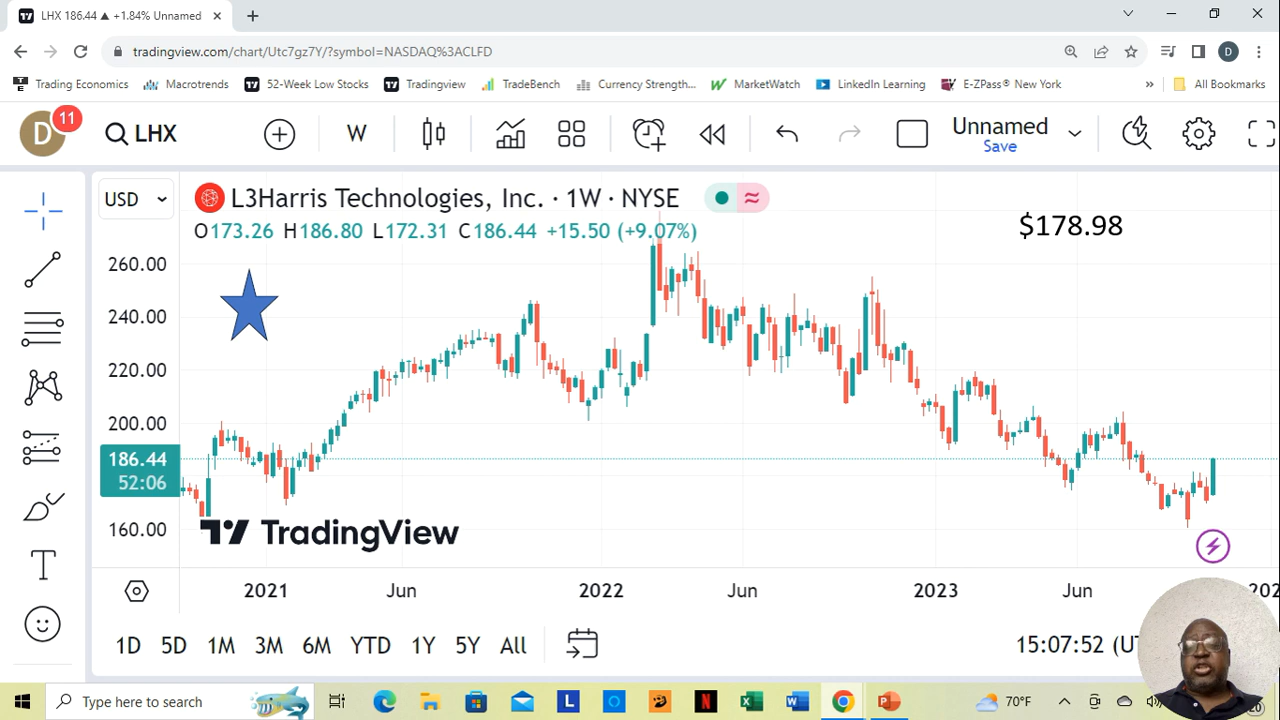 LHX 186.44 ▲ +1.84% Unnamed
tradingview.com/chart/Utc7gz7Y/?symbol=NASDAQ%3ACLFD
D
Trading Economics
Macrotrends
52-Week Low Stocks
Tradingview
TradeBench
Currency Strength...
MarketWatch
LinkedIn Learning
E-ZPass® New York
»
All Bookmarks
D
11
LHX
W
Unnamed
Save
USD
L3Harris Technologies, Inc. · 1W · NYSE
O173.26 H186.80 L172.31 C186.44 +15.50 (+9.07%)
$178.98
260.00
240.00
220.00
200.00
186.44
52:06
160.00
TradingView
T
2021 Jun 2022 Jun 2023 Jun
1D 5D 1M 3M 6M YTD 1Y 5Y All
15:07:52 (UT
Type here to search
70°F